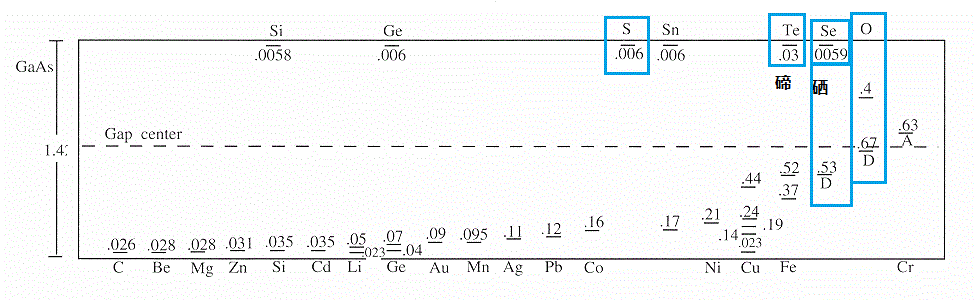 Si Ge S Sn Te Se O
.0058 .006 .006 .006 .03 .0059
GaAs
碲 硒
.4
Gap center
.63
A
1.4
.67
D
.52 .53
D
.44 .37
.24 .21 .19
.17 .16 .14
.026 .028 .028 .031 .035 .035 .05 .07 .09 .095 .11 .12
.023 .04 .023
C Be Mg Zn Si Cd Li Ge Au Mn Ag Pb Co Ni Cu Fe Cr